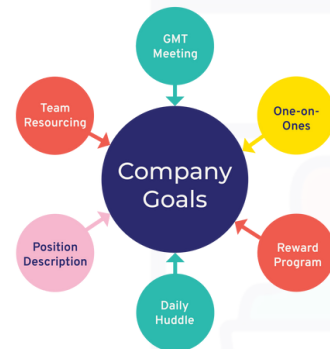 GMT
Meeting
Team
Resourcing
One-on-
Ones
Company
Goals
Position
Description
Reward
Program
Daily
Huddle